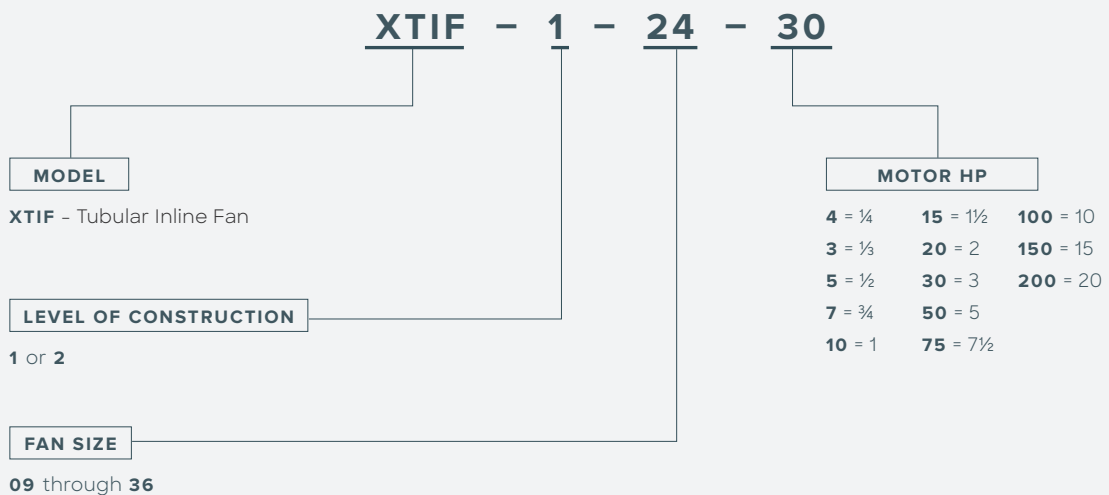 XTIF – 1 – 24 – 30
MODEL
XTIF – Tubular Inline Fan
LEVEL OF CONSTRUCTION
1 or 2
FAN SIZE
09 through 36
MOTOR HP
4 = ¼ 15 = 1½ 100 = 10
3 = ⅓ 20 = 2 150 = 15
5 = ½ 30 = 3 200 = 20
7 = ¾ 50 = 5
10 = 1 75 = 7½